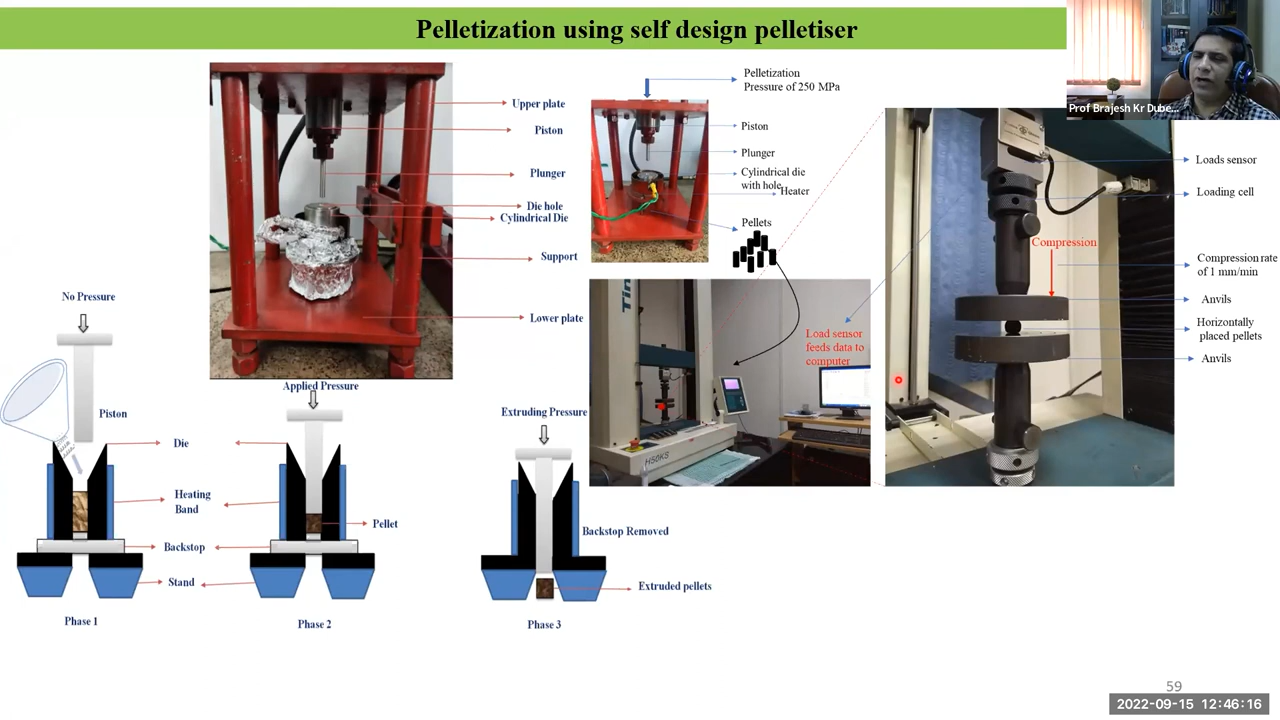 Pelletization using self design pelletiser
Prof Brajesh Kr Dube...
Upper plate
Piston
Plunger
Die hole
Cylindrical Die
Support
Lower plate
Pelletization
Pressure of 250 MPa
Piston
Plunger
Cylindrical die
with hole
Heater
Pellets
Load sensor
feeds data to
computer
H50KS
Tin
Loads sensor
Loading cell
Compression
Compression rate
of 1 mm/min
Anvils
Horizontally
placed pellets
Anvils
No Pressure
Piston
Die
Heating
Band
Backstop
Stand
Phase 1
Applied Pressure
Pellet
Phase 2
Extruding Pressure
Backstop Removed
Extruded pellets
Phase 3
59
2022-09-15 12:46:16